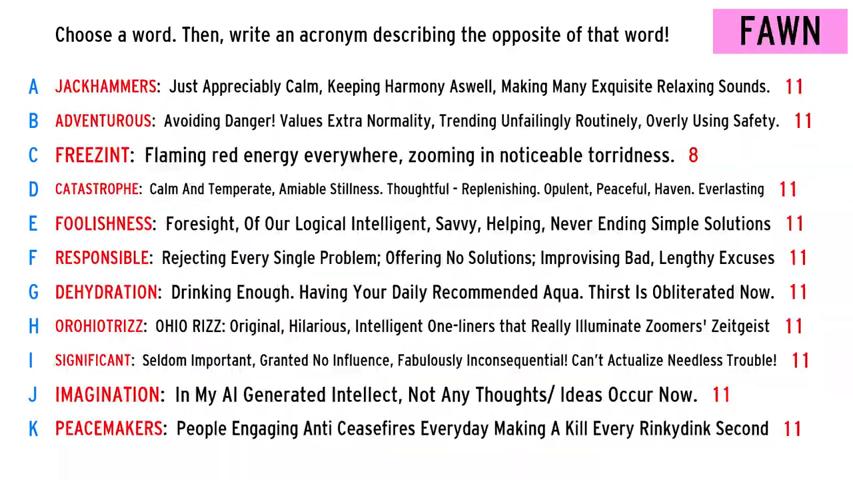 Choose a word. Then, write an acronym describing the opposite of that word!
FAWN
A JACKHAMMERS: Just Appreciably Calm, Keeping Harmony Aswell, Making Many Exquisite Relaxing Sounds. 11
B ADVENTUROUS: Avoiding Danger! Values Extra Normality, Trending Unfailingly Routinely, Overly Using Safety. 11
C FREEZINT: Flaming red energy everywhere, zooming in noticeable torridness. 8
D CATASTROPHE: Calm And Temperate, Amiable Stillness. Thoughtful - Replenishing. Opulent, Peaceful, Haven. Everlasting 11
E FOOLISHNESS: Foresight, Of Our Logical Intelligent, Savvy, Helping, Never Ending Simple Solutions 11
F RESPONSIBLE: Rejecting Every Single Problem; Offering No Solutions; Improvising Bad, Lengthy Excuses 11
G DEHYDRATION: Drinking Enough. Having Your Daily Recommended Aqua. Thirst Is Obliterated Now. 11
H OROHIOTRIZZ: OHIO RIZZ: Original, Hilarious, Intelligent One-liners that Really Illuminate Zoomers' Zeitgeist 11
I SIGNIFICANT: Seldom Important, Granted No Influence, Fabulously Inconsequential! Can't Actualize Needless Trouble! 11
J IMAGINATION: In My AI Generated Intellect, Not Any Thoughts/ Ideas Occur Now. 11
K PEACEMAKERS: People Engaging Anti Ceasefires Everyday Making A Kill Every Rinkydink Second 11